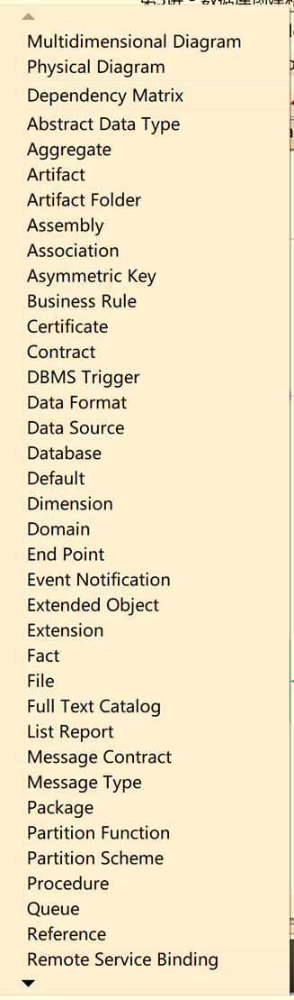 Multidimensional Diagram
Physical Diagram
Dependency Matrix
Abstract Data Type
Aggregate
Artifact
Artifact Folder
Assembly
Association
Asymmetric Key
Business Rule
Certificate
Contract
DBMS Trigger
Data Format
Data Source
Database
Default
Dimension
Domain
End Point
Event Notification
Extended Object
Extension
Fact
File
Full Text Catalog
List Report
Message Contract
Message Type
Package
Partition Function
Partition Scheme
Procedure
Queue
Reference
Remote Service Binding